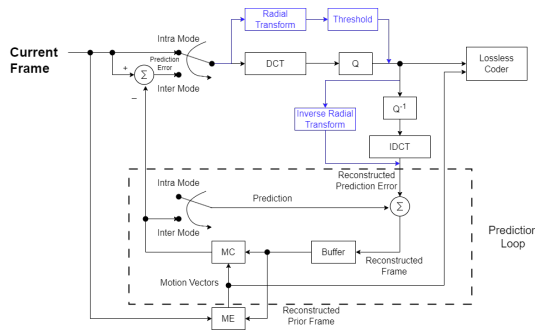 Intra Mode
Radial
Transform
Threshold
Current
Frame
Prediction
Error
+
Σ
−
Inter Mode
DCT
Q
Lossless
Coder
Q-1
Inverse Radial
Transform
IDCT
Reconstructed
Prediction Error
Intra Mode
Prediction
Σ
Inter Mode
Prediction
Loop
MC
Buffer
Reconstructed
Frame
Motion Vectors
ME
Reconstructed
Prior Frame